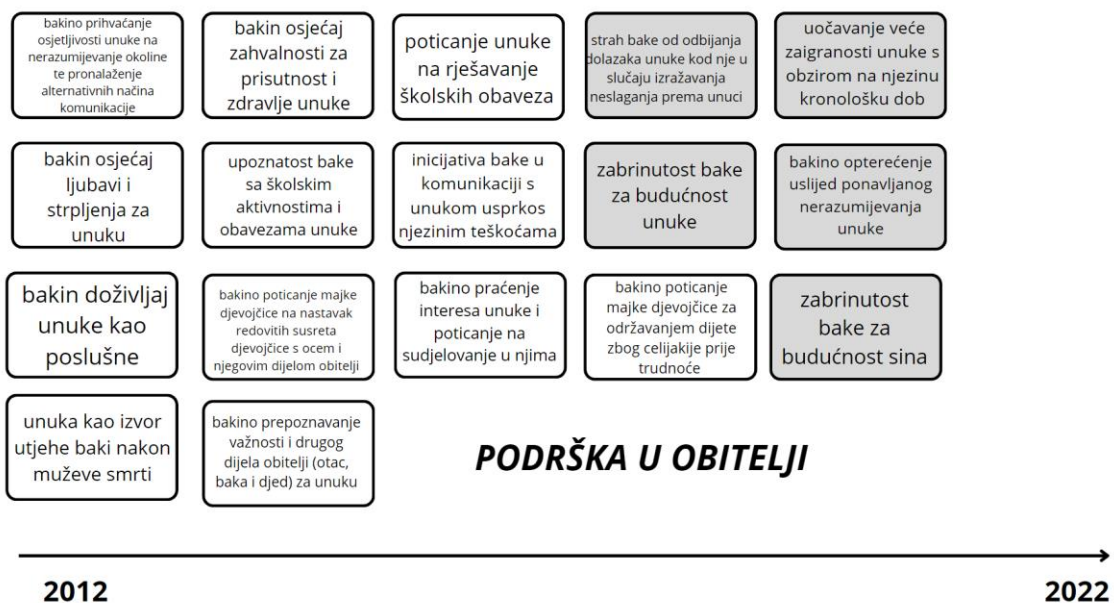 bakino prihvaćanje
osjetljivosti unuke na
nerazumijevanje okoline
te pronalaženje
alternativnih načina
komunikacije
bakin osjećaj
zahvalnosti za
prisutnost i
zdravlje unuke
poticanje unuke
na rješavanje
školskih obaveza
strah bake od odbijanja
dolazaka unuke kod nje u
slučaju izražavanja
neslaganja prema unuci
uočavanje veće
zaigranosti unuke s
obzirom na njezinu
kronološku dob
bakin osjećaj
ljubavi i
strpljenja za
unuku
upoznatost bake
sa školskim
aktivnostima i
obavezama unuke
inicijativa bake u
komunikaciji s
unukom usprkos
njezinim teškoćama
zabrinutost bake
za budućnost
unuke
bakino opterećenje
uslijed ponavljanog
nerazumijevanja
unuke
bakin doživljaj
unuke kao
poslušne
bakino poticanje majke
djevojčice na nastavak
redovitih susreta
djevojčice s ocem i
njegovim dijelom obitelji
bakino praćenje
interesa unuke i
poticanje na
sudjelovanje u njima
bakino poticanje
majke djevojčice za
održavanjem dijete
zbog celijakije prije
trudnoće
zabrinutost
bake za
budućnost sina
unuka kao izvor
utjehe baki nakon
muževe smrti
bakino prepoznavanje
važnosti i drugog
dijela obitelji (otac,
baka i djed) za unuku
PODRŠKA U OBITELJI
2012
2022